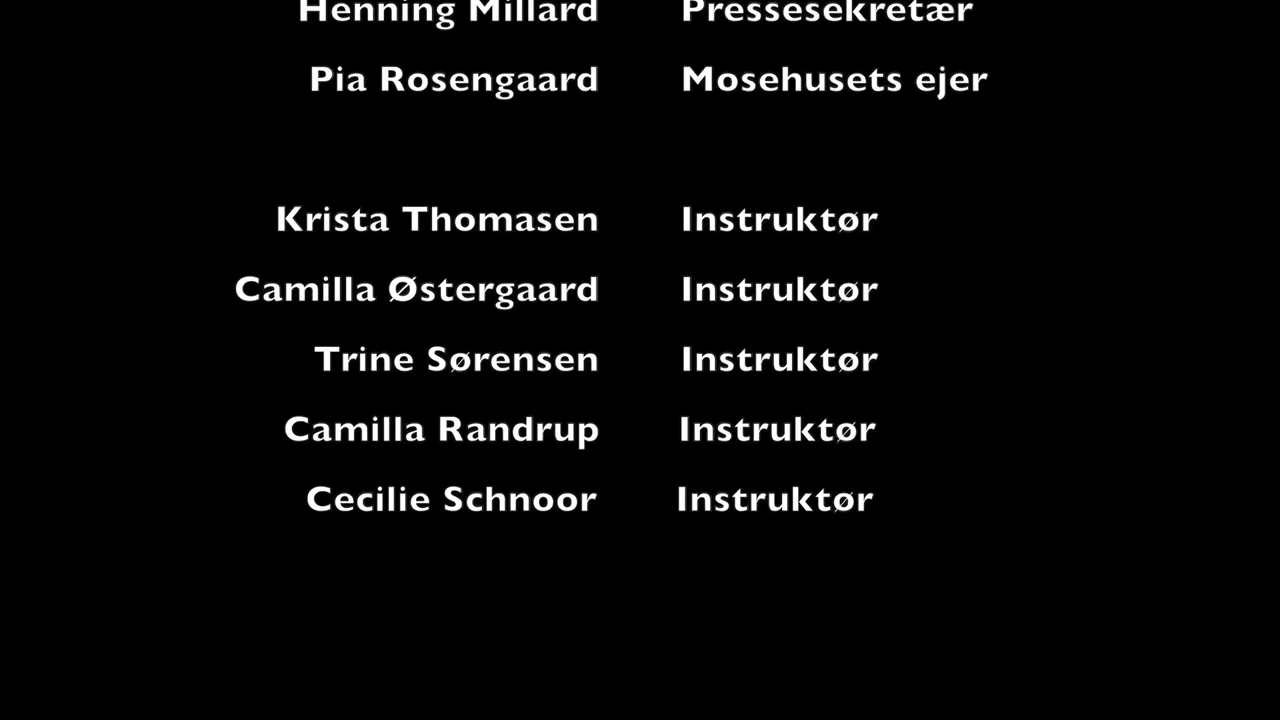 Henning Millard Pressesekretær
Pia Rosengaard Mosehusets ejer
Krista Thomasen Instruktør
Camilla Østergaard Instruktør
Trine Sørensen Instruktør
Camilla Randrup Instruktør
Cecilie Schnoor Instruktør